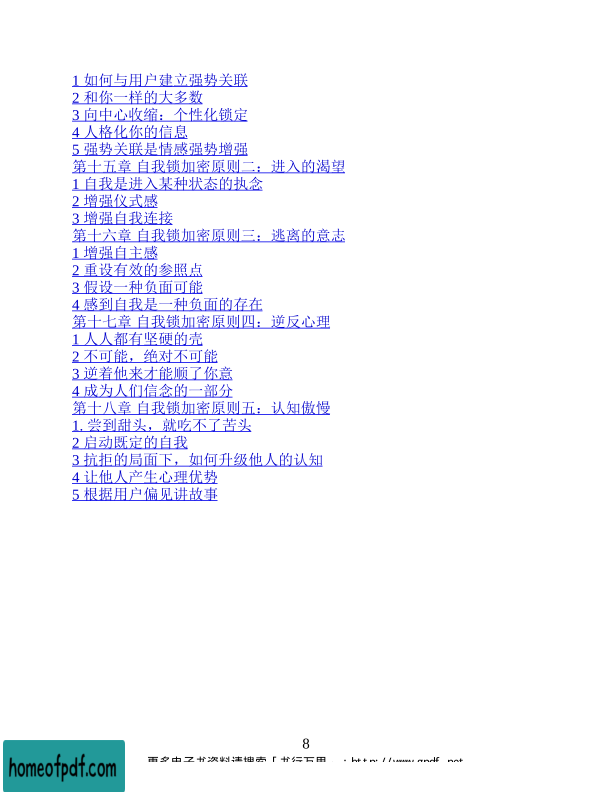 1 如何与用户建立强势关联
2 和你一样的大多数
3 向中心收缩：个性化锁定
4 人格化你的信息
5 强势关联是情感强势增强
第十五章 自我锁加密原则二：进入的渴望
1 自我是进入某种状态的执念
2 增强仪式感
3 增强自我连接
第十六章 自我锁加密原则三：逃离的意志
1 增强自主感
2 重设有效的参照点
3 假设一种负面可能
4 感到自我是一种负面的存在
第十七章 自我锁加密原则四：逆反心理
1 人人都有坚硬的壳
2 不可能，绝对不可能
3 逆着他来才能顺了你意
4 成为人们信念的一部分
第十八章 自我锁加密原则五：认知傲慢
1. 尝到甜头，就吃不了苦头
2 启动既定的自我
3 抗拒的局面下，如何升级他人的认知
4 让他人产生心理优势
5 根据用户偏见讲故事
8
更多电子书资料请搜索「书行万里
homeofpdf.com